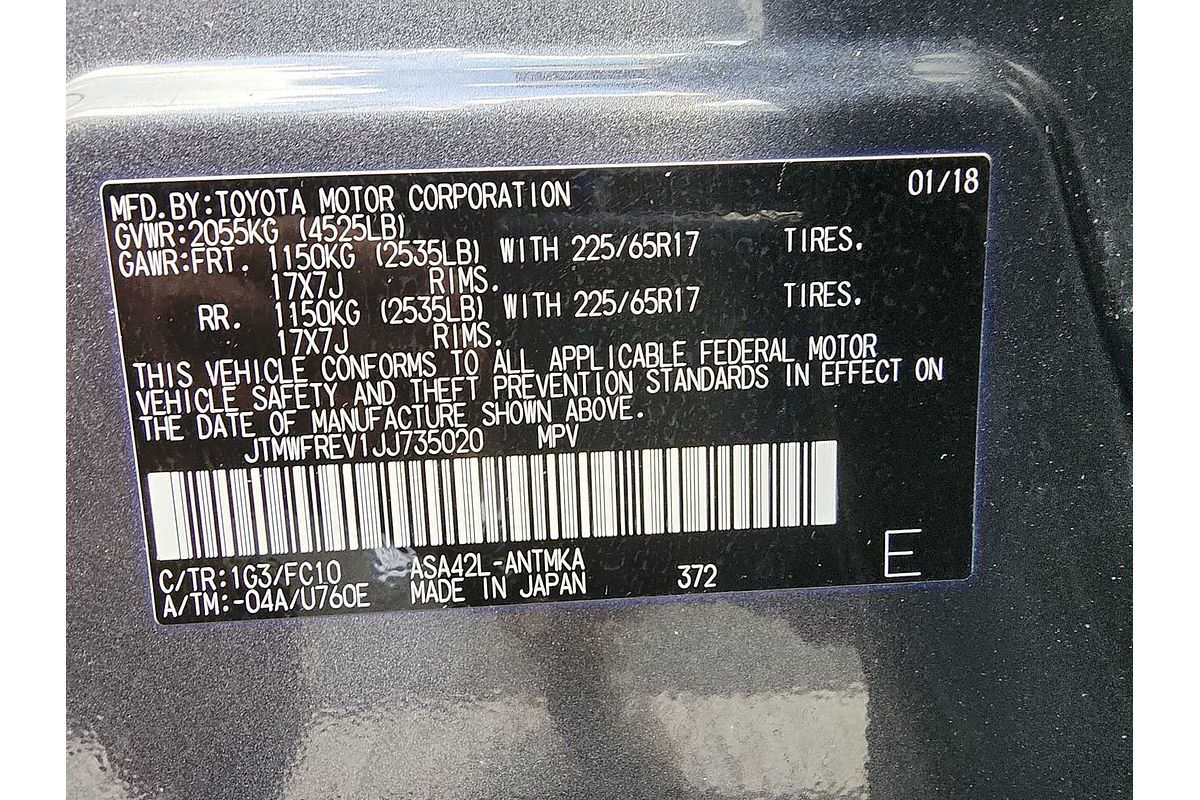 MFD.BY:TOYOTA MOTOR CORPORATION 01/18
GVWR:2055KG (4525LB)
GAWR:FRT. 1150KG (2535LB) WITH 225/65R17 TIRES.
17X7J RIMS.
RR. 1150KG (2535LB) WITH 225/65R17 TIRES.
17X7J RIMS.
THIS VEHICLE CONFORMS TO ALL APPLICABLE FEDERAL MOTOR
VEHICLE SAFETY AND THEFT PREVENTION STANDARDS IN EFFECT ON
THE DATE OF MANUFACTURE SHOWN ABOVE.
JTMWFREV1JJ735020 MPV
C/TR:1G3/FC10 ASA42L-ANTMKA
A/TM:-04A/U760E MADE IN JAPAN 372 E